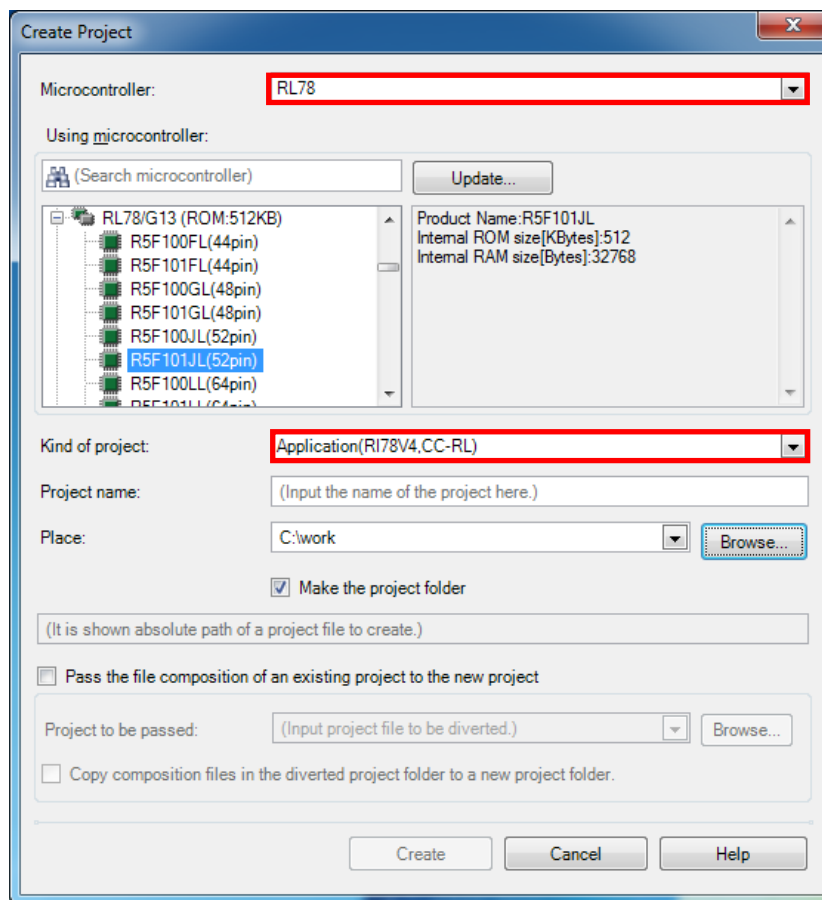 Create Project
Microcontroller:
RL78
Using microcontroller:
(Search microcontroller)
Update...
RL78/G13 (ROM:512KB)
R5F100FL(44pin)
R5F101FL(44pin)
R5F100GL(48pin)
R5F101GL(48pin)
R5F100JL(52pin)
R5F101JL(52pin)
R5F100LL(64pin)
Product Name:R5F101JL
Internal ROM size[KBytes]:512
Internal RAM size[Bytes]:32768
Kind of project:
Application(RI78V4,CC-RL)
Project name:
(Input the name of the project here.)
Place:
C:\work
Browse...
Make the project folder
(It is shown absolute path of a project file to create.)
Pass the file composition of an existing project to the new project
Project to be passed:
(Input project file to be diverted.)
Browse...
Copy composition files in the diverted project folder to a new project folder.
Create
Cancel
Help